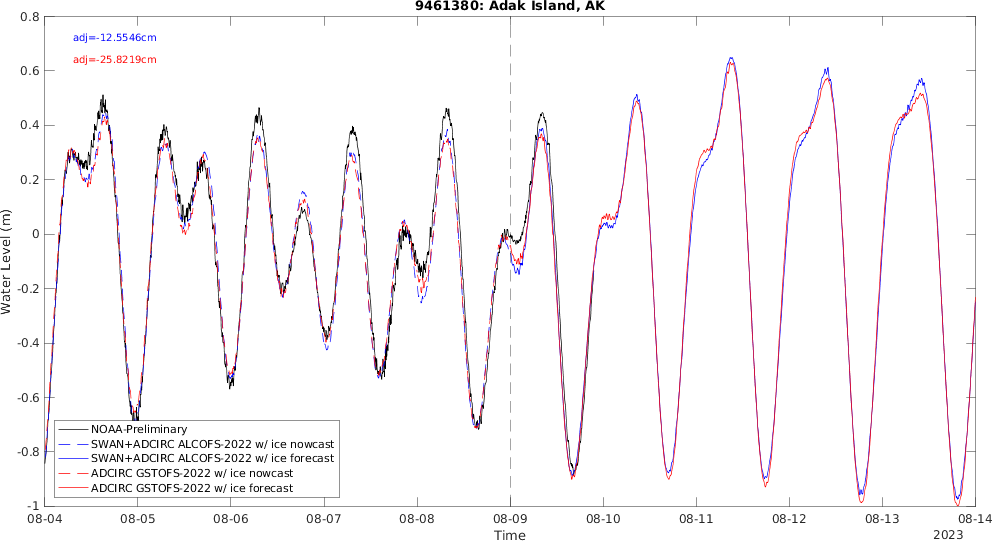 9461380: Adak Island, AK
adj=-12.5546cm
adj=-25.8219cm
Water Level (m)
0.8
0.6
0.4
0.2
0
-0.2
-0.4
-0.6
-0.8
-1
NOAA-Preliminary
SWAN+ADCIRC ALCOFS-2022 w/ ice nowcast
SWAN+ADCIRC ALCOFS-2022 w/ ice forecast
ADCIRC GSTOFS-2022 w/ ice nowcast
ADCIRC GSTOFS-2022 w/ ice forecast
08-04 08-05 08-06 08-07 08-08 08-09 08-10 08-11 08-12 08-13 08-14
Time
2023